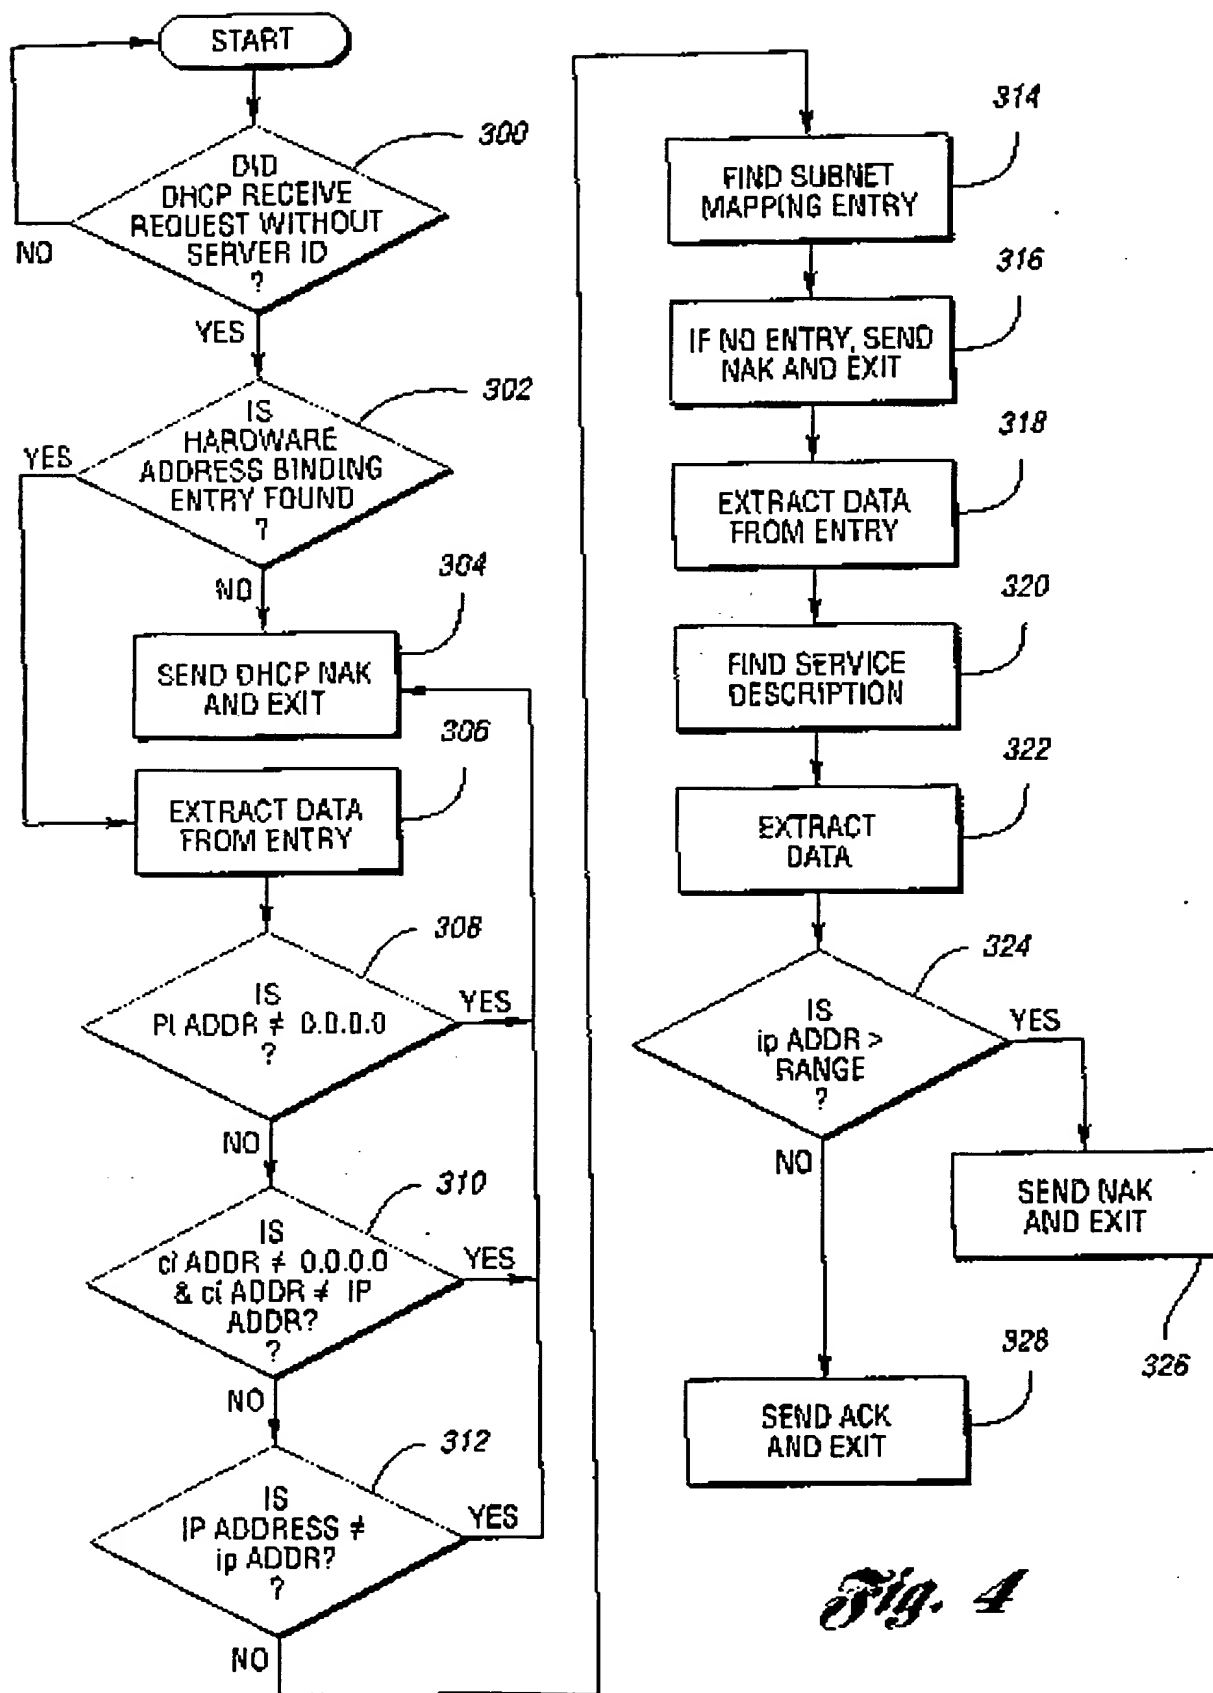 START
300
DID
DHCP RECEIVE
REQUEST WITHOUT
SERVER ID
?
NO
YES
302
IS
HARDWARE
ADDRESS BINDING
ENTRY FOUND
?
YES
NO
304
SEND DHCP NAK
AND EXIT
306
EXTRACT DATA
FROM ENTRY
308
IS
PI ADDR ≠ 0.0.0.0
?
YES
NO
310
IS
ci ADDR ≠ 0.0.0.0
& ci ADDR ≠ IP
ADDR?
?
YES
NO
312
IS
IP ADDRESS ≠
ip ADDR?
?
YES
NO
314
FIND SUBNET
MAPPING ENTRY
316
IF NO ENTRY, SEND
NAK AND EXIT
318
EXTRACT DATA
FROM ENTRY
320
FIND SERVICE
DESCRIPTION
322
EXTRACT
DATA
324
IS
ip ADDR >
RANGE
?
YES
NO
SEND NAK
AND EXIT
326
328
SEND ACK
AND EXIT
Fig. 4